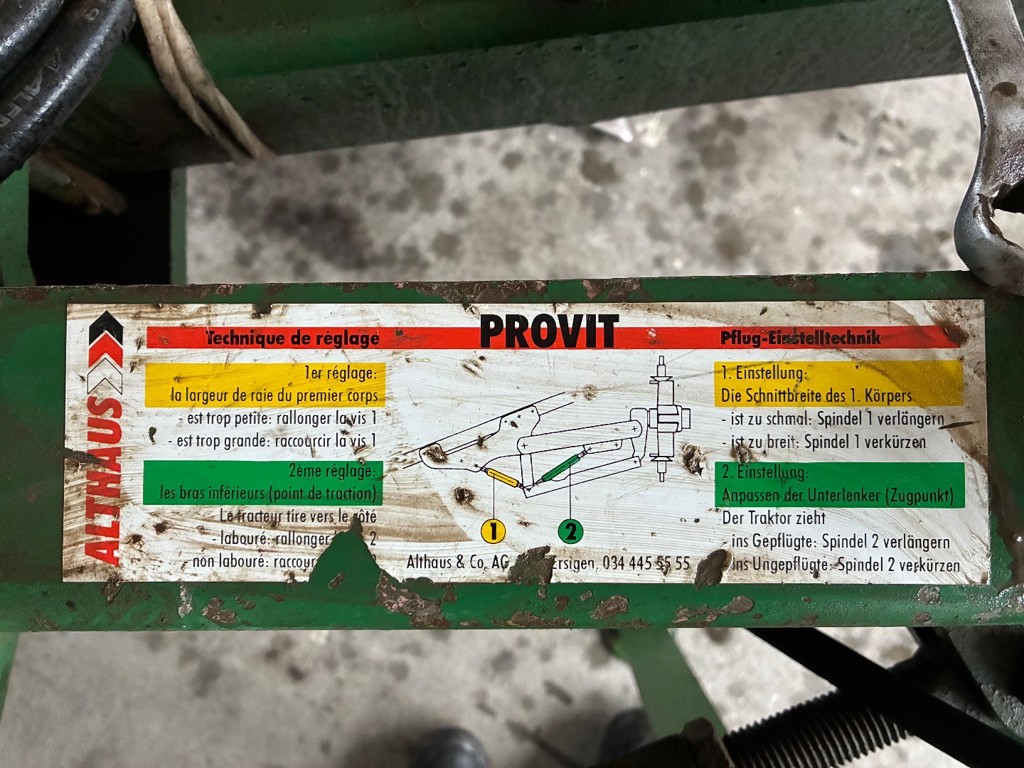 ALTHAUS
PROVIT
Technique de réglage
1er réglage:
la largeur de raie du premier corps
- est trop petite: rallonger la vis 1
- est trop grande: raccourcir la vis 1
2ème réglage:
les bras inférieurs (point de traction)
Le tracteur tire vers le côté
- labouré: rallonger 2
non labouré:
1
2
Althaus & Co. AG 034 445 55 55
Pflug-Einstelltechnik
1. Einstellung:
Die Schnittbreite des 1. Körpers
- ist zu schmal: Spindel 1 verlängern
- ist zu breit: Spindel 1 verkürzen
2. Einstellung:
Anpassen der Unterlenker (Zugpunkt)
Der Traktor zieht
- ins Gepflügte: Spindel 2 verlängern
ins Ungepflügte: Spindel 2 verkürzen